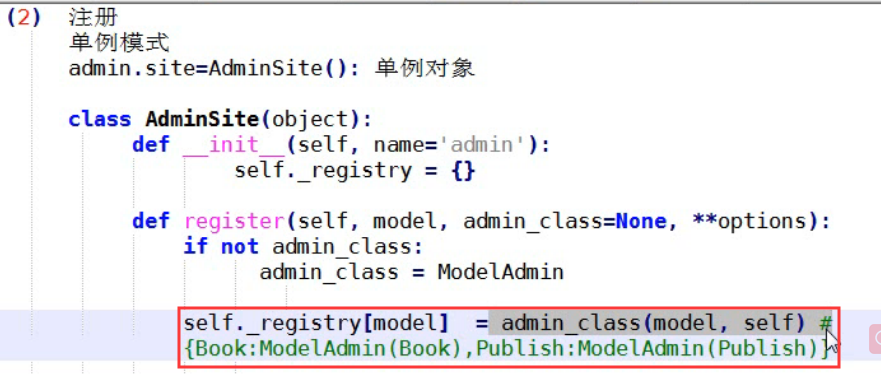 (2) 注册
单例模式
admin.site=AdminSite(): 单例对象
class AdminSite(object):
def __init__(self, name='admin'):
self._registry = {}
def register(self, model, admin_class=None, **options):
if not admin_class:
admin_class = ModelAdmin
self._registry[model] = admin_class(model, self) #
{Book:ModelAdmin(Book),Publish:ModelAdmin(Publish)}